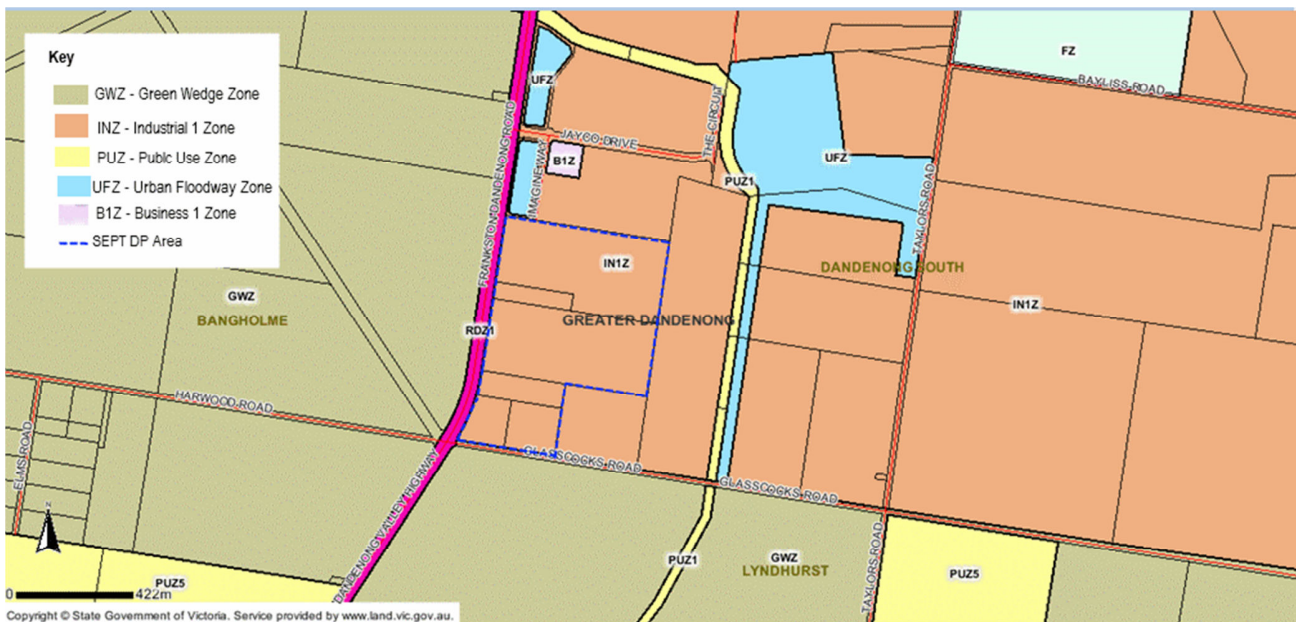 Key
GWZ - Green Wedge Zone
INZ - Industrial 1 Zone
PUZ - Publc Use Zone
UFZ - Urban Floodway Zone
B1Z - Business 1 Zone
SEPT DP Area
FZ
BAYLISS ROAD
UFZ
FRANKSTON DANDENONG ROAD
JAYCO DRIVE
THE CIRCUIT
B1Z
IMAGINE WAY
UFZ
PUZ1
TAYLORS ROAD
IN1Z
DANDENONG SOUTH
GWZ
BANGHOLME
IN1Z
RDZ1
GREATER DANDENONG
HARWOOD ROAD
ELMS ROAD
GLASSCOCKS ROAD
GLASSCOCKS ROAD
DANDENONG VALLEY HIGHWAY
N
PUZ1
GWZ
LYNDHURST
TAYLORS ROAD
PUZ5
PUZ5
0 422m
Copyright © State Government of Victoria. Service provided by www.land.vic.gov.au.